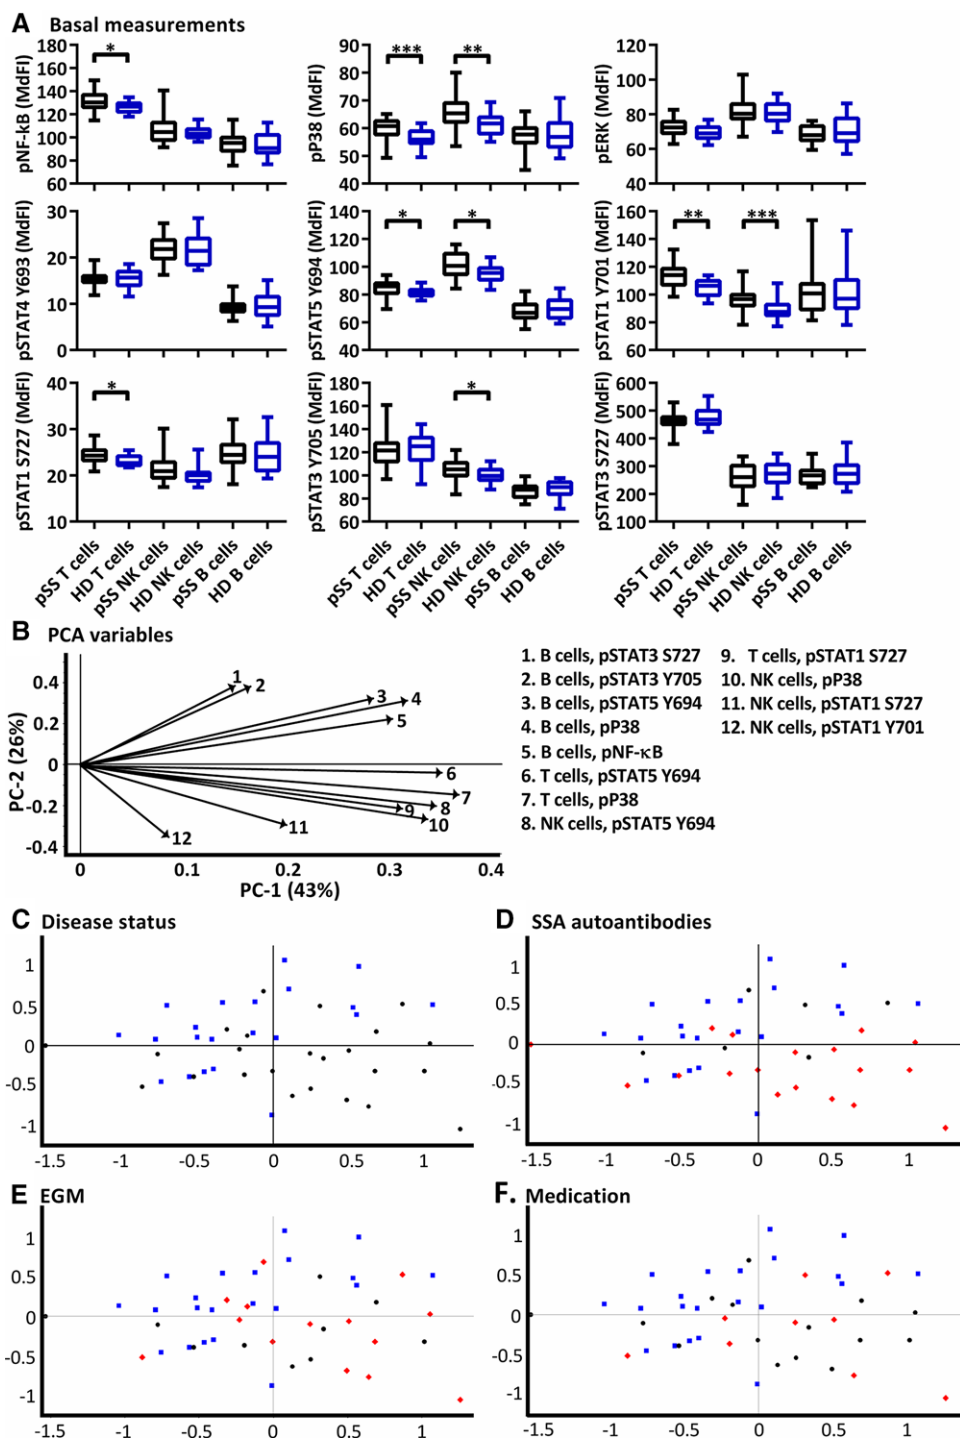 A Basal measurements
pNF-kB (MdFI)
180
160
140
120
100
80
60
*
pP38 (MdFI)
90
80
70
60
50
40
***
**
pERK (MdFI)
120
100
80
60
40
pSTAT4 Y693 (MdFI)
30
20
10
0
pSTAT5 Y694 (MdFI)
140
120
100
80
60
40
*
*
pSTAT1 Y701 (MdFI)
140
120
100
80
60
**
***
pSTAT1 S727 (MdFI)
40
30
20
10
*
pSTAT3 Y705 (MdFI)
180
160
140
120
100
80
60
*
pSTAT3 S727 (MdFI)
600
500
400
300
200
100
pSS T cells
HD T cells
pSS NK cells
HD NK cells
pSS B cells
HD B cells
pSS T cells
HD T cells
pSS NK cells
HD NK cells
pSS B cells
HD B cells
pSS T cells
HD T cells
pSS NK cells
HD NK cells
pSS B cells
HD B cells
B PCA variables
PC-2 (26%)
0.4
0.2
0
-0.2
-0.4
1
2
3
4
5
6
7
8
9
10
11
12
0 0.1 0.2 0.3 0.4
PC-1 (43%)
1. B cells, pSTAT3 S727
2. B cells, pSTAT3 Y705
3. B cells, pSTAT5 Y694
4. B cells, pP38
5. B cells, pNF-κB
6. T cells, pSTAT5 Y694
7. T cells, pP38
8. NK cells, pSTAT5 Y694
9. T cells, pSTAT1 S727
10. NK cells, pP38
11. NK cells, pSTAT1 S727
12. NK cells, pSTAT1 Y701
C Disease status
1
0.5
0
-0.5
-1
-1.5 -1 -0.5 0 0.5 1
D SSA autoantibodies
1
0.5
0
-0.5
-1
-1.5 -1 -0.5 0 0.5 1
E EGM
1
0.5
0
-0.5
-1
-1.5 -1 -0.5 0 0.5 1
F. Medication
1
0.5
0
-0.5
-1
-1.5 -1 -0.5 0 0.5 1